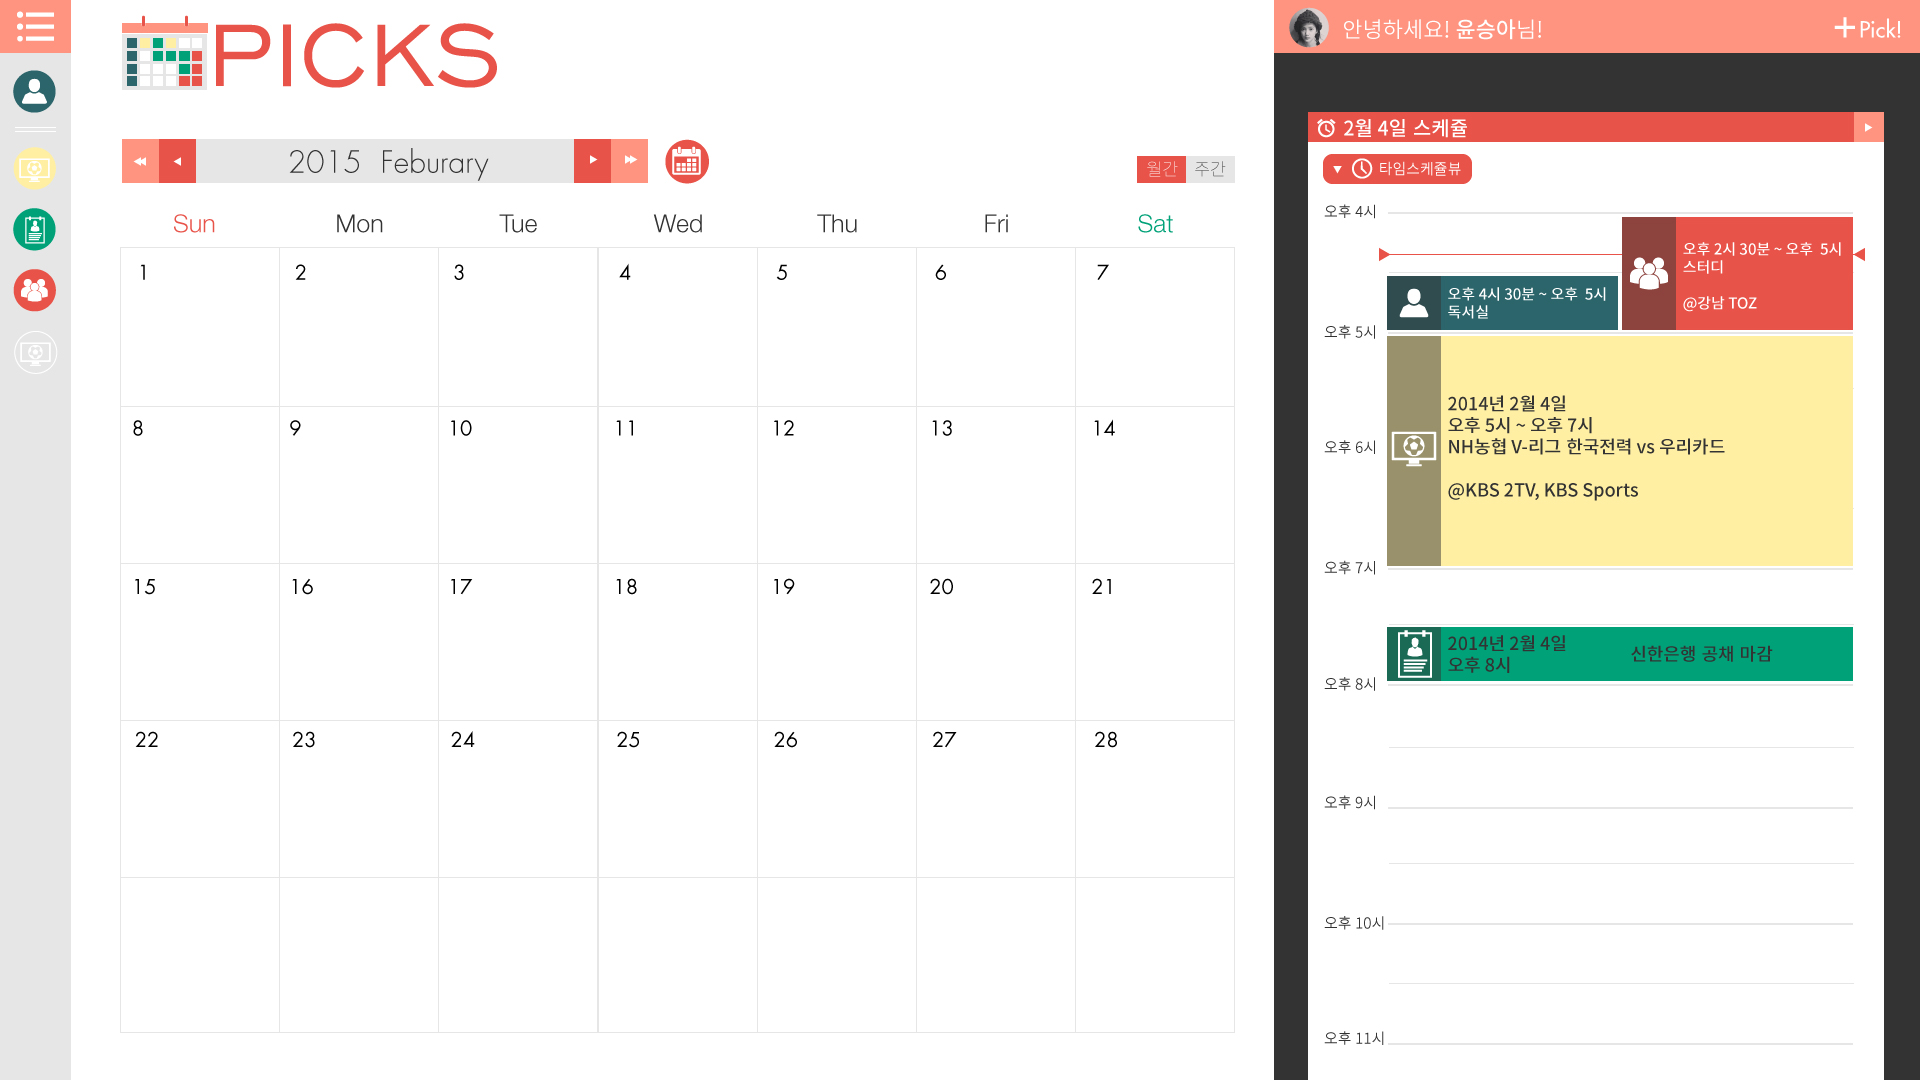 PICKS
2015 Feburary
월간 주간
Sun Mon Tue Wed Thu Fri Sat
1 2 3 4 5 6 7
8 9 10 11 12 13 14
15 16 17 18 19 20 21
22 23 24 25 26 27 28
안녕하세요! 윤승아님!
+Pick!
2월 4일 스케쥴
타임스케쥴뷰
오후 4시
오후 2시 30분 ~ 오후 5시
스터디
@강남 TOZ
오후 4시 30분 ~ 오후 5시
독서실
오후 5시
2014년 2월 4일
오후 5시 ~ 오후 7시
NH농협 V-리그 한국전력 vs 우리카드
@KBS 2TV, KBS Sports
오후 6시
오후 7시
2014년 2월 4일
오후 8시
신한은행 공채 마감
오후 8시
오후 9시
오후 10시
오후 11시